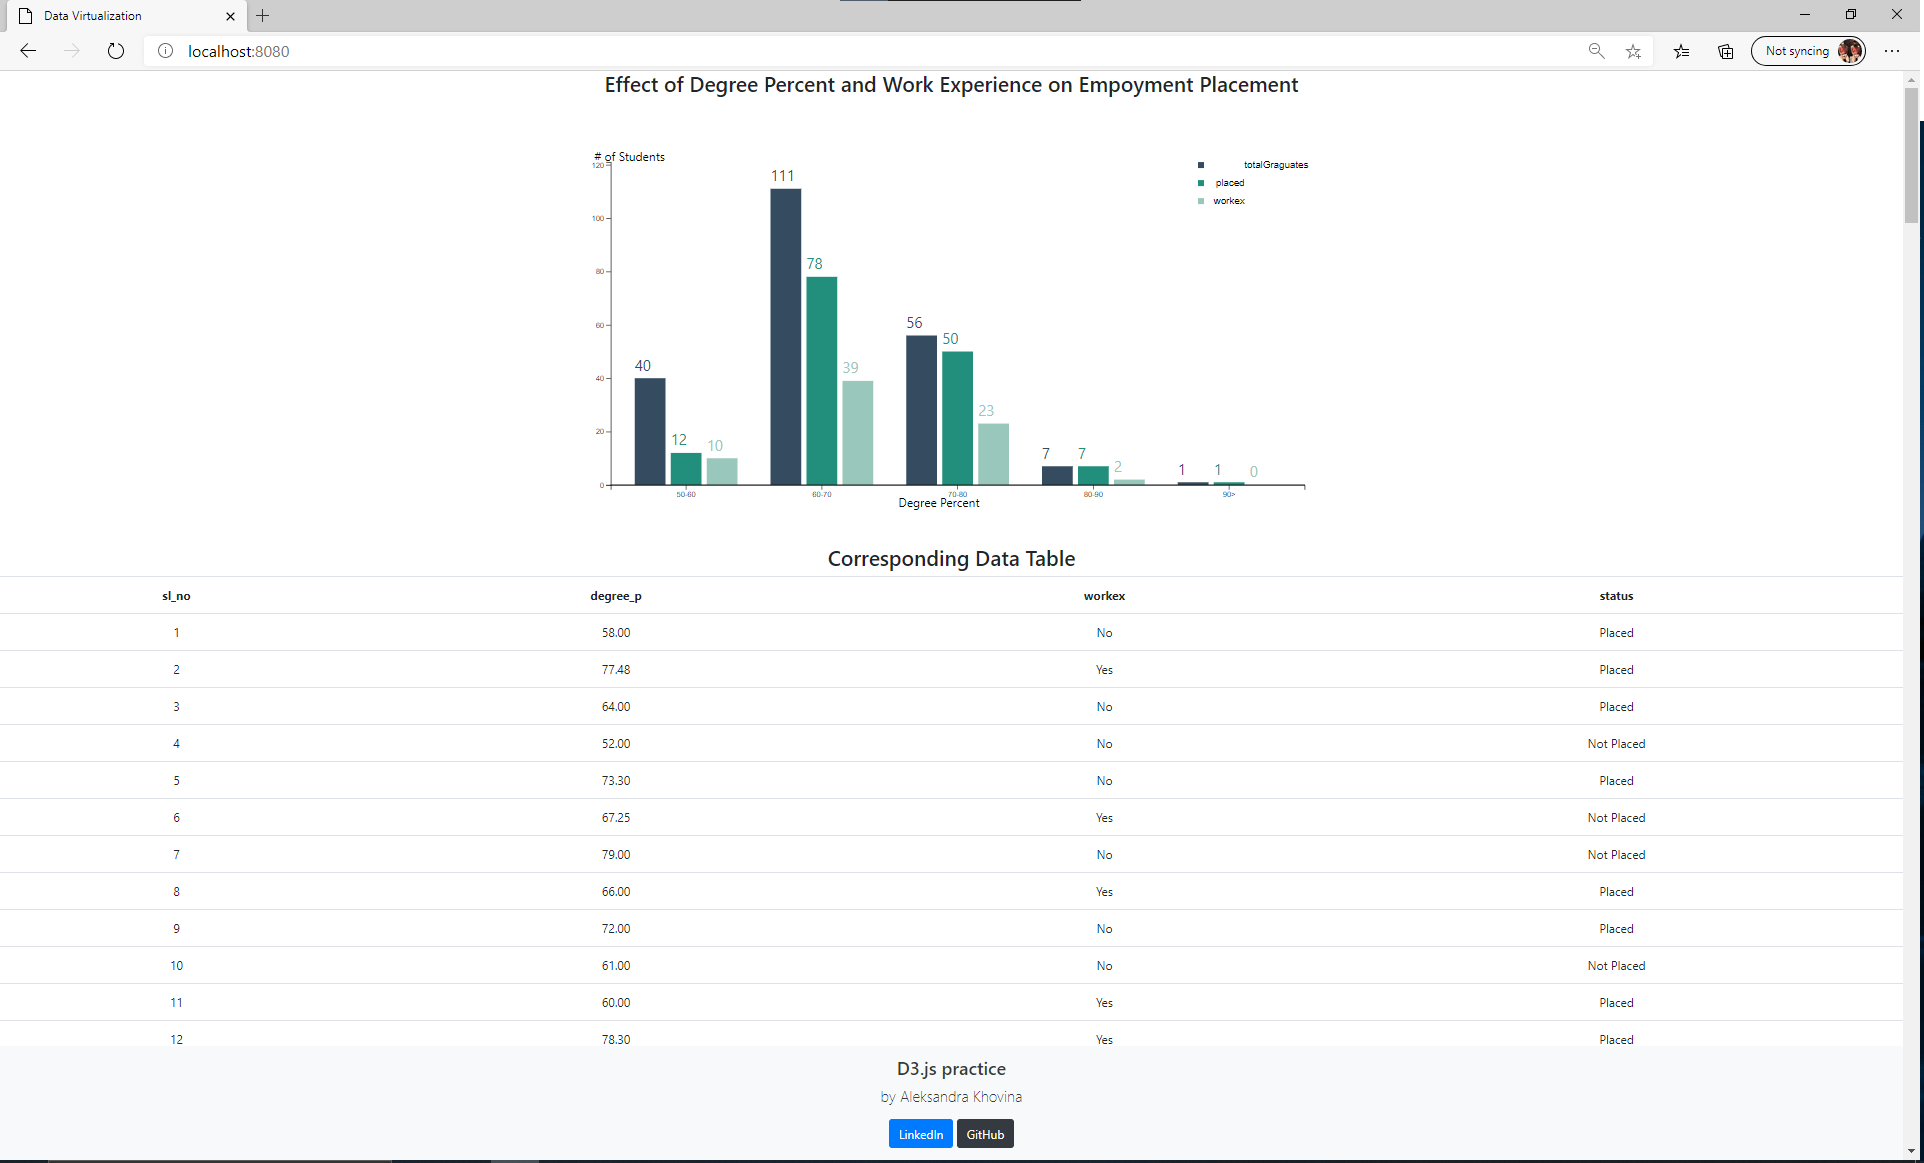 Data Virtualization
localhost:8080
Not syncing
Effect of Degree Percent and Work Experience on Empoyment Placement
# of Students
totalGraguates
placed
workex
120
100
80
60
40
20
0
40
12
10
111
78
39
56
50
23
7
7
2
1
1
0
50-60
60-70
70-80
80-90
90>
Degree Percent
Corresponding Data Table
sl_no degree_p workex status
1 58.00 No Placed
2 77.48 Yes Placed
3 64.00 No Placed
4 52.00 No Not Placed
5 73.30 No Placed
6 67.25 Yes Not Placed
7 79.00 No Not Placed
8 66.00 Yes Placed
9 72.00 No Placed
10 61.00 No Not Placed
11 60.00 Yes Placed
12 78.30 Yes Placed
D3.js practice
by Aleksandra Khovina
LinkedIn GitHub